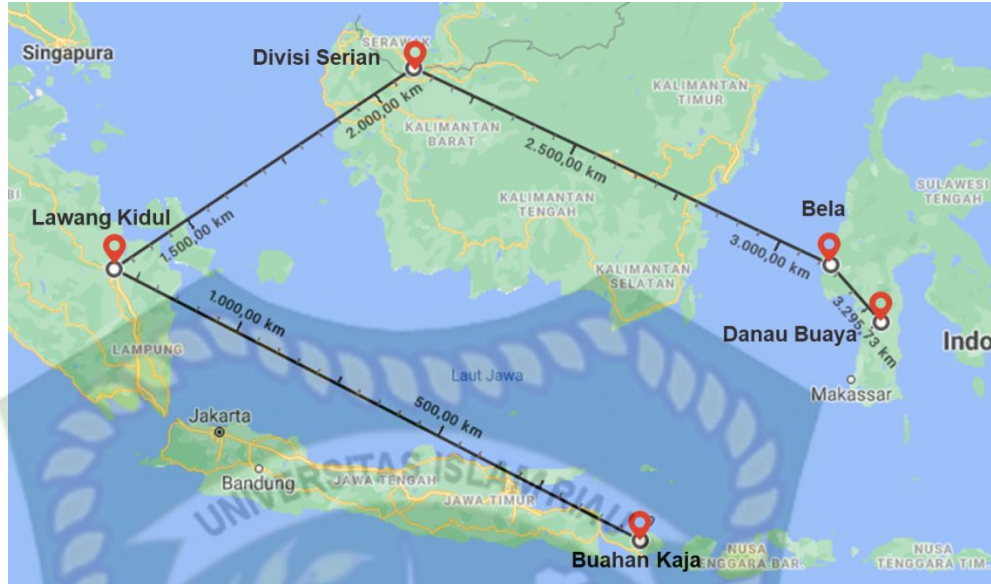 Singapura
Divisi Serian
SERAWAK
2.000,00 km
KALIMANTAN
BARAT
KALIMANTAN
TIMUR
2.500,00 km
KALIMANTAN
TENGAH
SULAWESI
TENGAH
BI
Lawang Kidul
1.500,00 km
Bela
3.000,00 km
KALIMANTAN
SELATAN
1.000,00 km
3.295,73 km
Danau Buaya
Indo
LAMPUNG
Laut Jawa
Makassar
500,00 km
Jakarta
Bandung
JAWA TENGAH
JAWA TIMUR
UNIVERSITAS ISLAM RIAU
Buahan Kaja
NUSA
TENGGARA BAR.
NUSA
TENGGARA TIM.